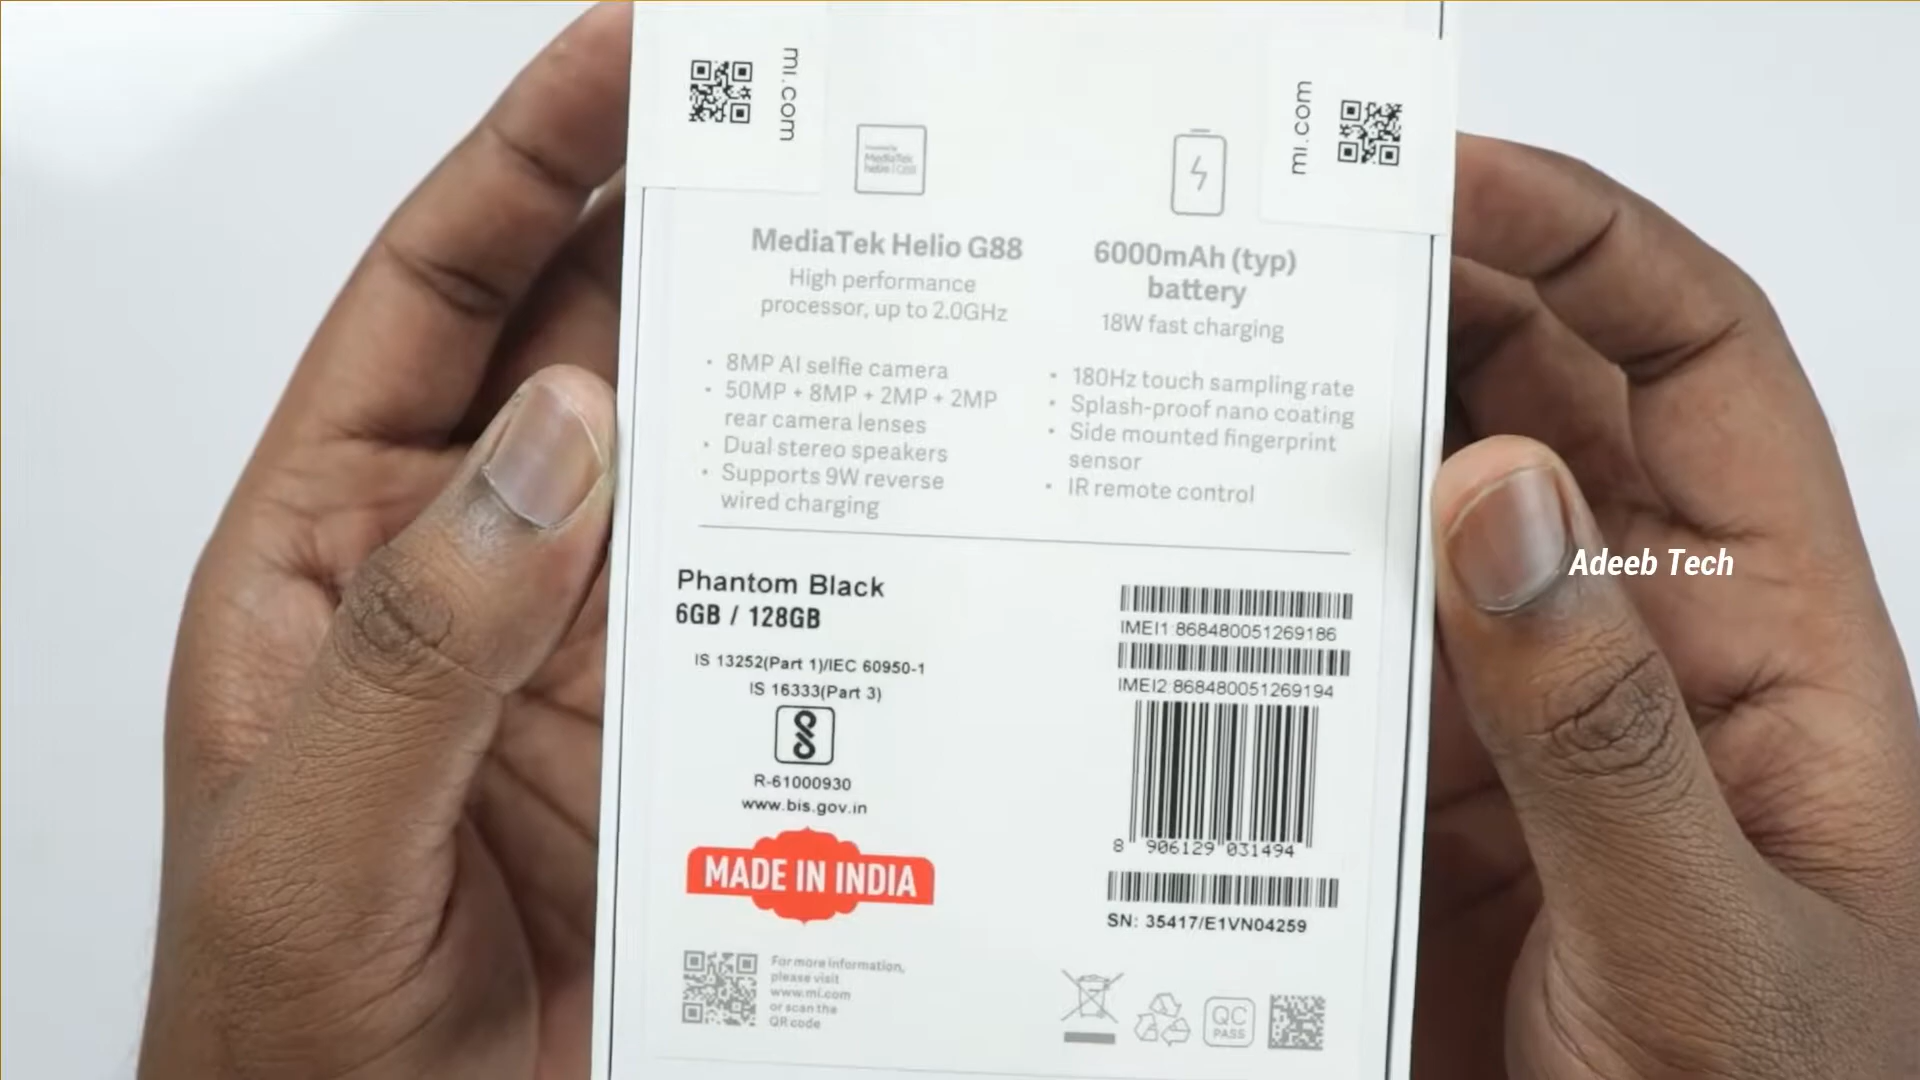 mi.com
mi.com
MediaTek
helio G88
MediaTek Helio G88
High performance
processor, up to 2.0GHz
6000mAh (typ)
battery
18W fast charging
• 8MP AI selfie camera
• 50MP + 8MP + 2MP + 2MP
rear camera lenses
• Dual stereo speakers
• Supports 9W reverse
wired charging
• 180Hz touch sampling rate
• Splash-proof nano coating
• Side mounted fingerprint
sensor
• IR remote control
Phantom Black
6GB / 128GB
IS 13252(Part 1)/IEC 60950-1
IS 16333(Part 3)
R-61000930
www.bis.gov.in
MADE IN INDIA
For more information,
please visit
www.mi.com
or scan the
QR code
IMEI1:868480051269186
IMEI2:868480051269194
8 906129 031494
SN: 35417/E1VN04259
QC
PASS
Adeeb Tech